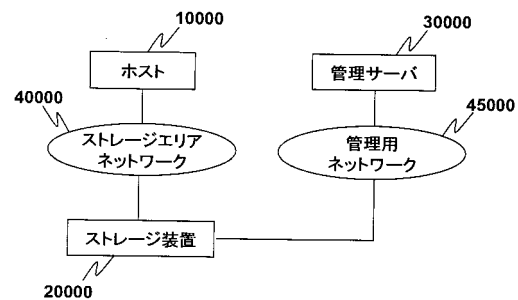 10000
ホスト
30000
管理サーバ
40000
ストレージエリア
ネットワーク
45000
管理用
ネットワーク
ストレージ装置
20000